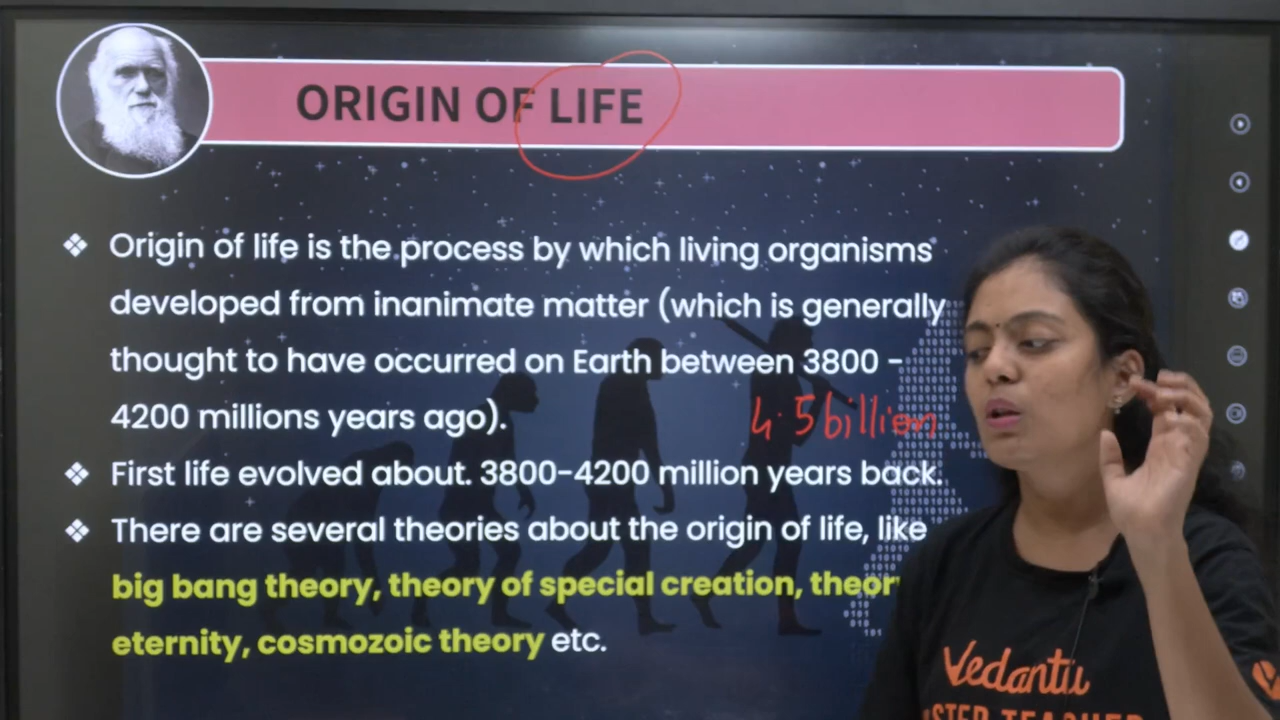 ORIGIN OF LIFE
❖ Origin of life is the process by which living organisms
developed from inanimate matter (which is generally
thought to have occurred on Earth between 3800 -
4200 millions years ago).
4.5 billion
❖ First life evolved about. 3800-4200 million years back.
❖ There are several theories about the origin of life, like
big bang theory, theory of special creation,
eternity, cosmozoic theory etc.
Vedantu